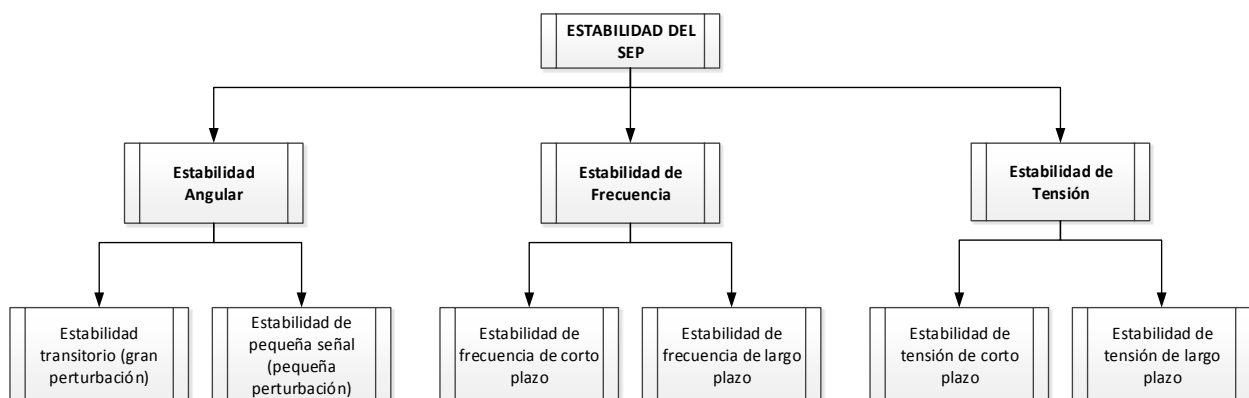 ESTABILIDAD DEL
SEP
Estabilidad
Angular
Estabilidad de
Frecuencia
Estabilidad de
Tensión
Estabilidad
transitorio (gran
perturbación)
Estabilidad de
pequeña señal
(pequeña
perturbación)
Estabilidad de
frecuencia de corto
plazo
Estabilidad de
frecuencia de largo
plazo
Estabilidad de
tensión de corto
plazo
Estabilidad de
tensión de largo
plazo